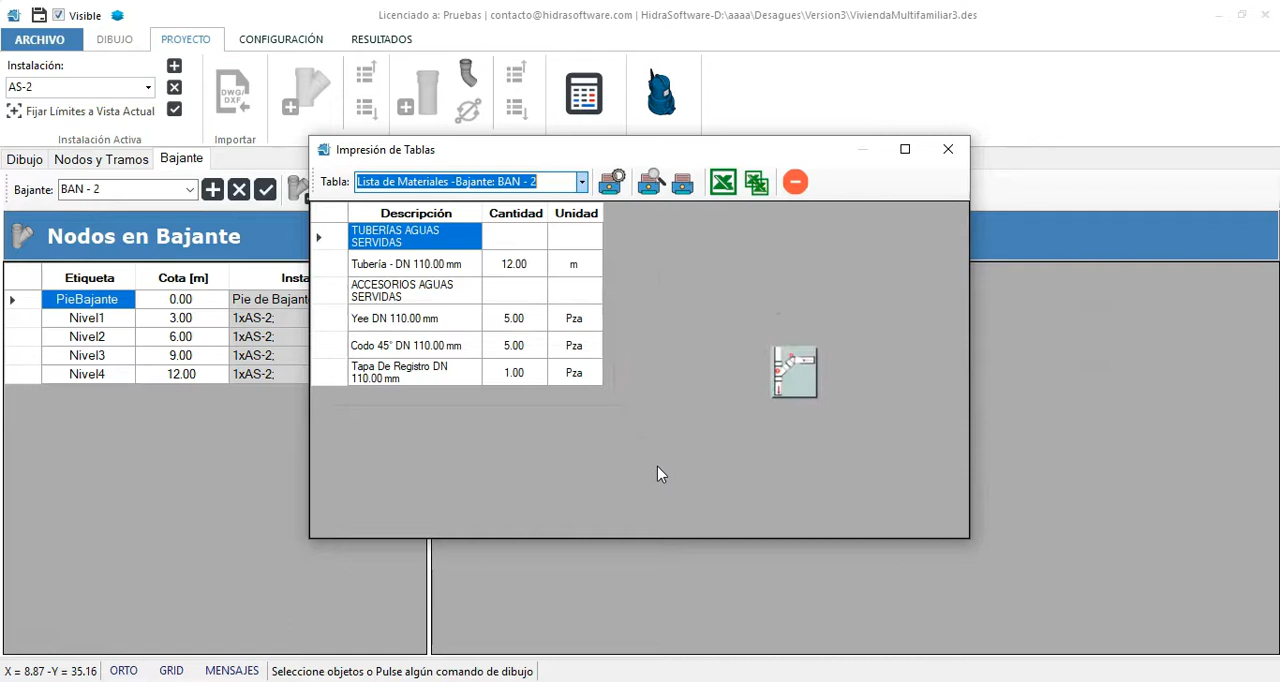 Visible
Licenciado a: Pruebas | contacto@hidrasoftware.com | HidraSoftware-D:\aaaa\Desagues\Version3\ViviendaMultifamiliar3.des
ARCHIVO DIBUJO PROYECTO CONFIGURACIÓN RESULTADOS
Instalación:
AS-2
DWG/
DXF
Fijar Límites a Vista Actual
Instalación Activa Importar
Dibujo Nodos y Tramos Bajante
Bajante: BAN - 2
Nodos en Bajante
Etiqueta Cota [m] Insta
PieBajante 0.00 Pie de Bajant
Nivel1 3.00 1xAS-2;
Nivel2 6.00 1xAS-2;
Nivel3 9.00 1xAS-2;
Nivel4 12.00 1xAS-2;
Impresión de Tablas
Tabla: Lista de Materiales -Bajante: BAN - 2
Descripción Cantidad Unidad
TUBERÍAS AGUAS
SERVIDAS
Tubería - DN 110.00 mm 12.00 m
ACCESORIOS AGUAS
SERVIDAS
Yee DN 110.00 mm 5.00 Pza
Codo 45° DN 110.00 mm 5.00 Pza
Tapa De Registro DN
110.00 mm 1.00 Pza
X = 8.87 -Y = 35.16 ORTO GRID MENSAJES Seleccione objetos o Pulse algún comando de dibujo